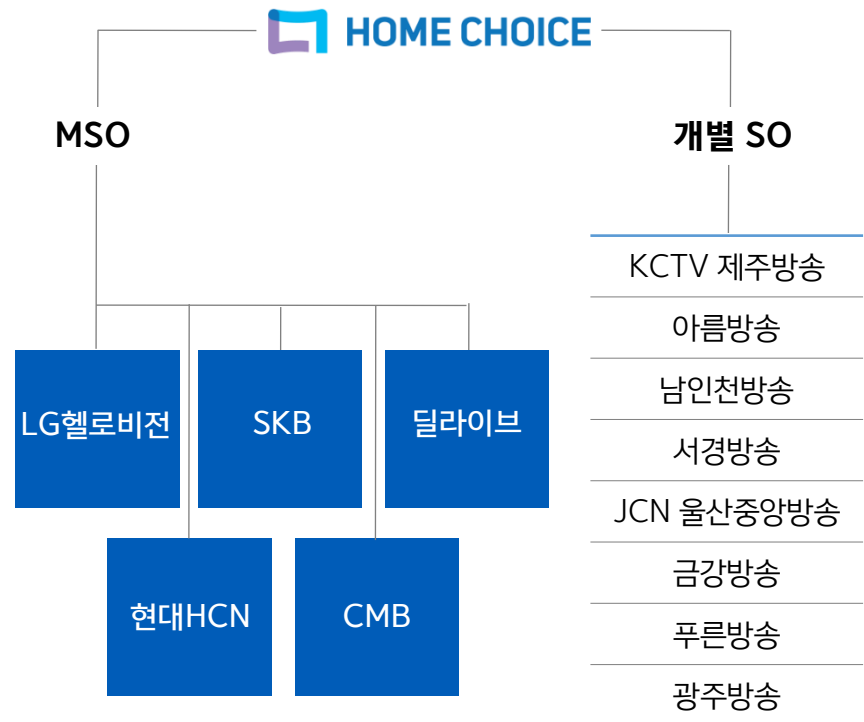 HOME CHOICE
MSO
LG헬로비전
SKB
딜라이브
현대HCN
CMB
개별 SO
KCTV 제주방송
아름방송
남인천방송
서경방송
JCN 울산중앙방송
금강방송
푸른방송
광주방송